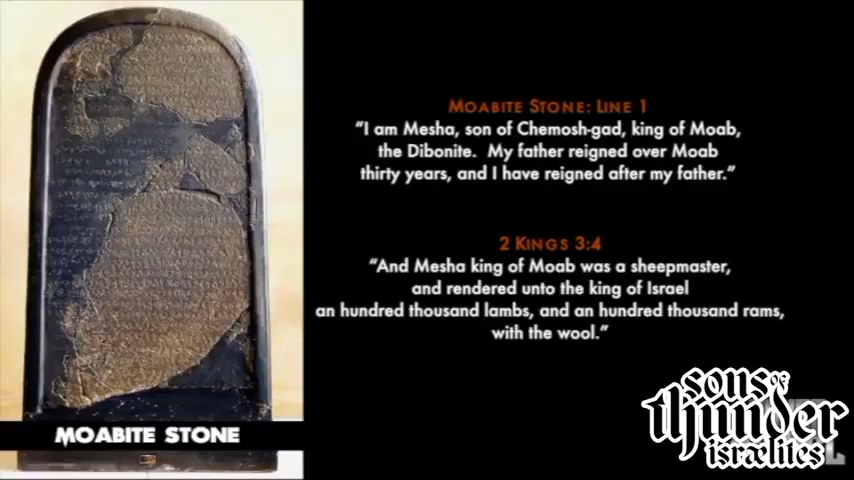 MOABITE STONE: LINE 1
"I am Mesha, son of Chemosh-gad, king of Moab,
the Dibonite. My father reigned over Moab
thirty years, and I have reigned after my father."
2 KINGS 3:4
"And Mesha king of Moab was a sheepmaster,
and rendered unto the king of Israel
an hundred thousand lambs, and an hundred thousand rams,
with the wool."
MOABITE STONE
sons of
thunder
israelites